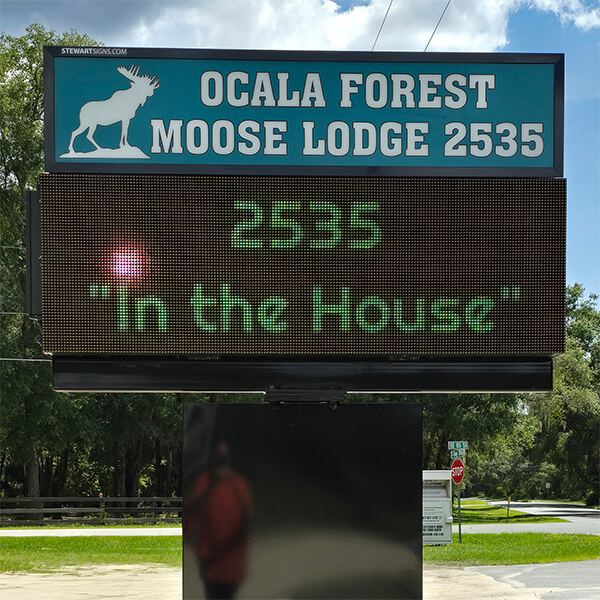 STEWARTSIGNS.COM
OCALA FOREST
MOOSE LODGE 2535
2535
"In the House"
STOP